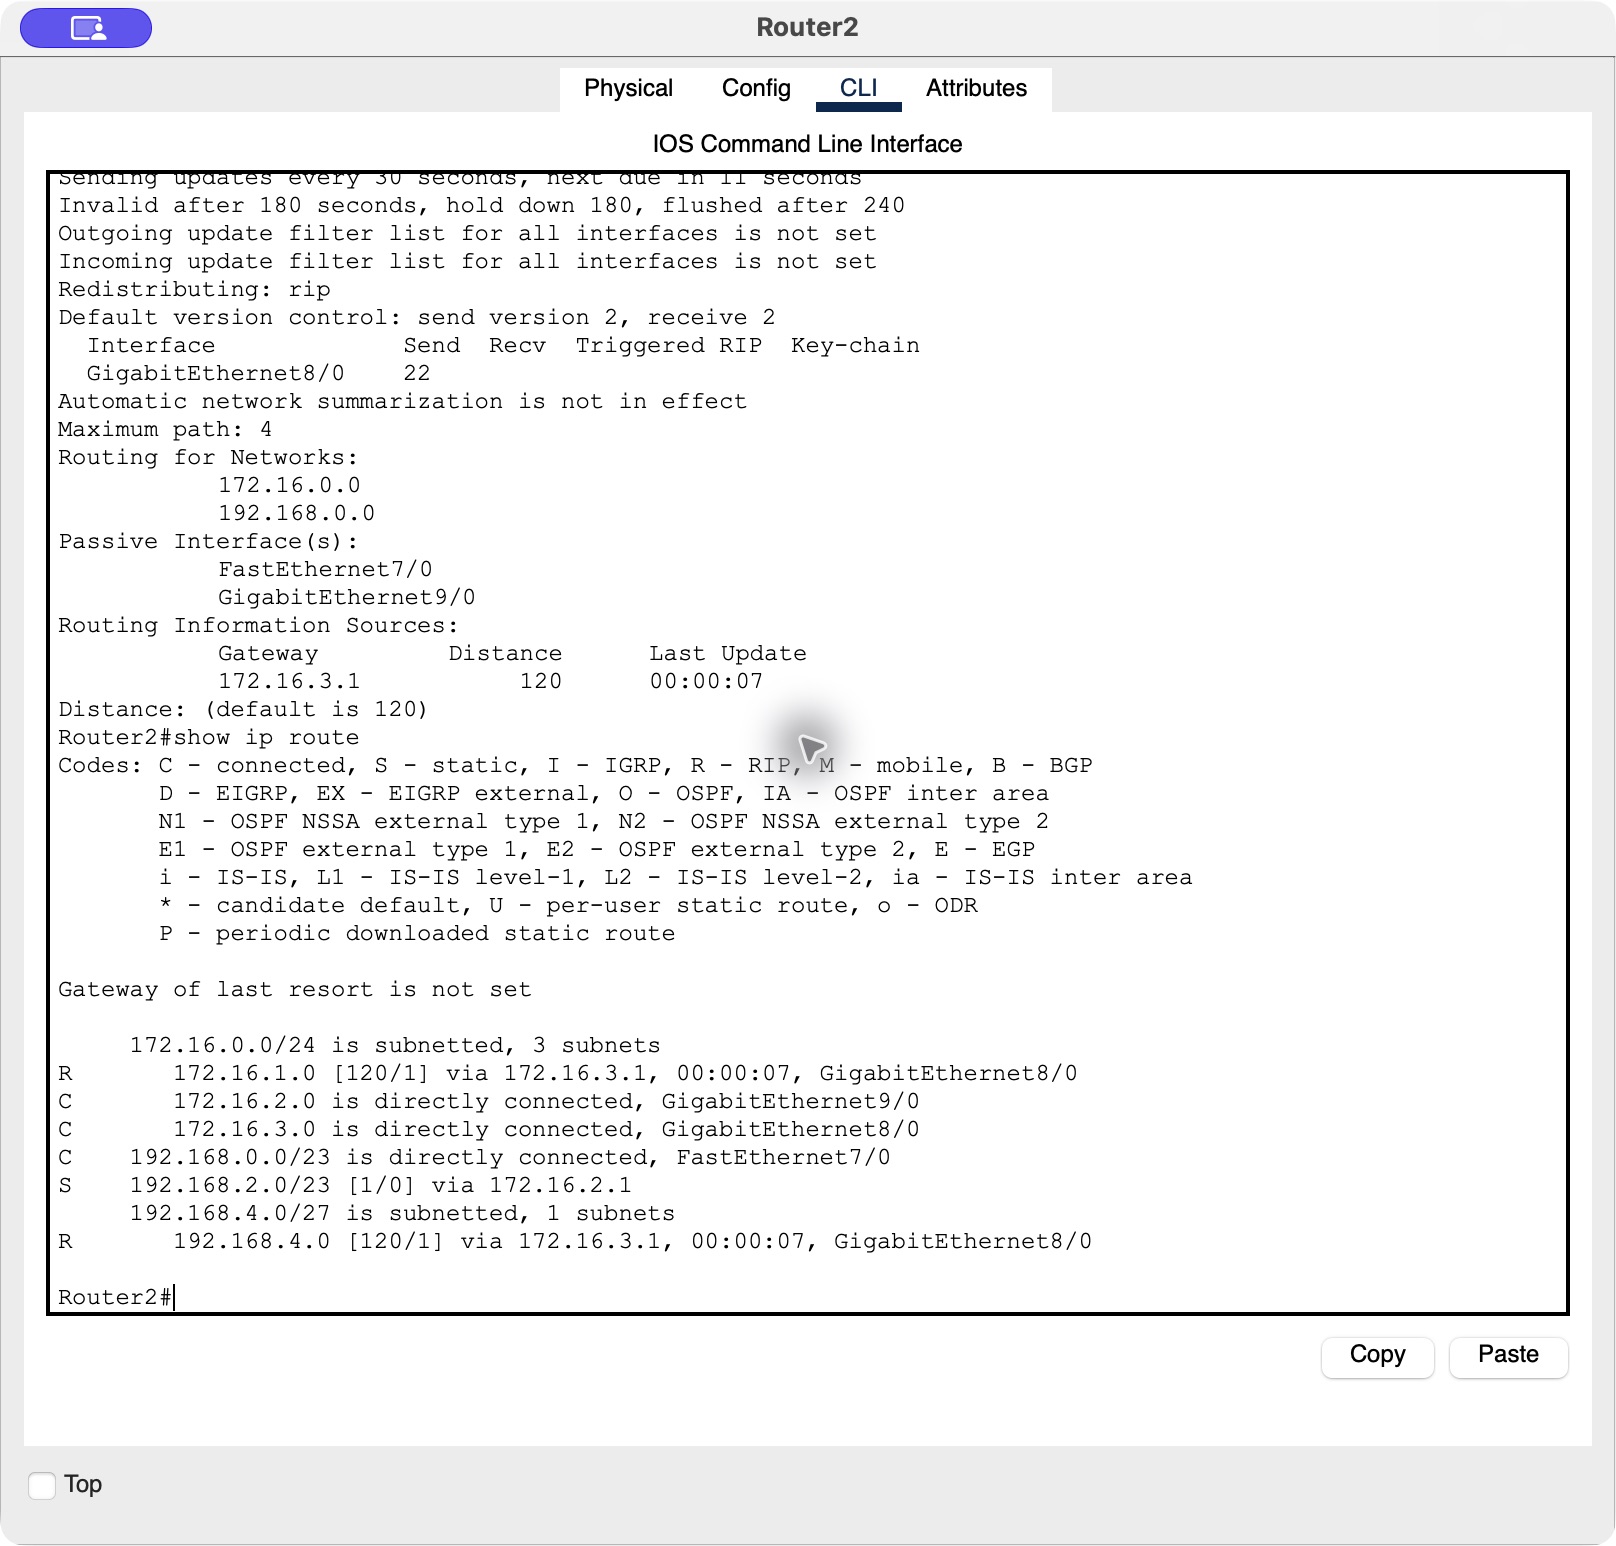 Router2
Physical Config CLI Attributes
IOS Command Line Interface
Sending updates every 30 seconds, next due in 11 seconds
Invalid after 180 seconds, hold down 180, flushed after 240
Outgoing update filter list for all interfaces is not set
Incoming update filter list for all interfaces is not set
Redistributing: rip
Default version control: send version 2, receive 2
  Interface             Send  Recv  Triggered RIP  Key-chain
  GigabitEthernet8/0    22
Automatic network summarization is not in effect
Maximum path: 4
Routing for Networks:
           172.16.0.0
           192.168.0.0
Passive Interface(s):
           FastEthernet7/0
           GigabitEthernet9/0
Routing Information Sources:
           Gateway         Distance      Last Update
           172.16.3.1           120      00:00:07
Distance: (default is 120)
Router2#show ip route
Codes: C - connected, S - static, I - IGRP, R - RIP, M - mobile, B - BGP
       D - EIGRP, EX - EIGRP external, O - OSPF, IA - OSPF inter area
       N1 - OSPF NSSA external type 1, N2 - OSPF NSSA external type 2
       E1 - OSPF external type 1, E2 - OSPF external type 2, E - EGP
       i - IS-IS, L1 - IS-IS level-1, L2 - IS-IS level-2, ia - IS-IS inter area
       * - candidate default, U - per-user static route, o - ODR
       P - periodic downloaded static route
Gateway of last resort is not set
     172.16.0.0/24 is subnetted, 3 subnets
R       172.16.1.0 [120/1] via 172.16.3.1, 00:00:07, GigabitEthernet8/0
C       172.16.2.0 is directly connected, GigabitEthernet9/0
C       172.16.3.0 is directly connected, GigabitEthernet8/0
C    192.168.0.0/23 is directly connected, FastEthernet7/0
S    192.168.2.0/23 [1/0] via 172.16.2.1
     192.168.4.0/27 is subnetted, 1 subnets
R       192.168.4.0 [120/1] via 172.16.3.1, 00:00:07, GigabitEthernet8/0
Router2#
Copy Paste
Top